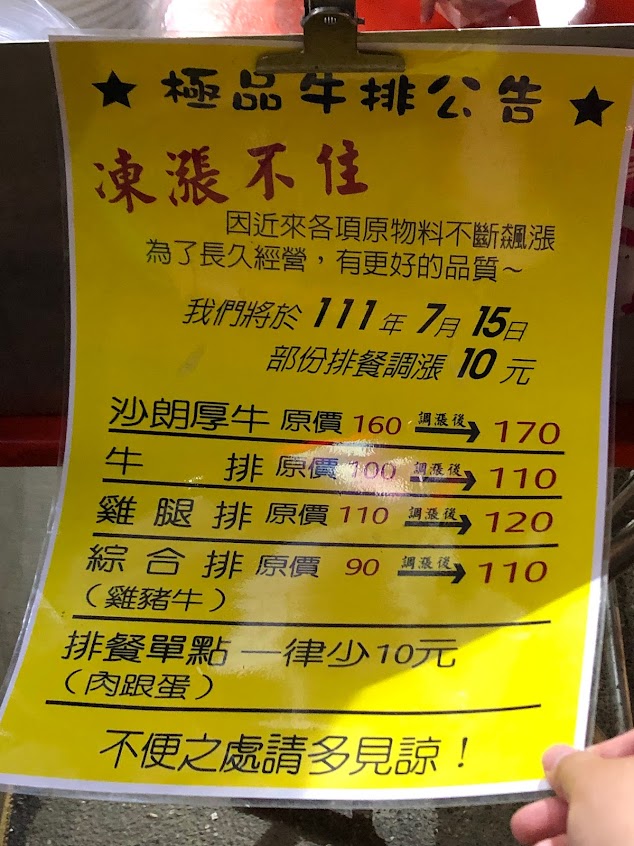 ★ 極品牛排公告 ★
凍漲不住
因近來各項原物料不斷飆漲
為了長久經營，有更好的品質～
我們將於 111 年 7月 15日
部份排餐調漲 10 元
沙朗厚牛 原價 160 調漲後 → 170
牛 排 原價 100 調漲後 → 110
雞腿排 原價 110 調漲後 → 120
綜合排 原價 90 調漲後 → 110
（雞豬牛）
排餐單點 一律少10元
（肉跟蛋）
不便之處請多見諒！